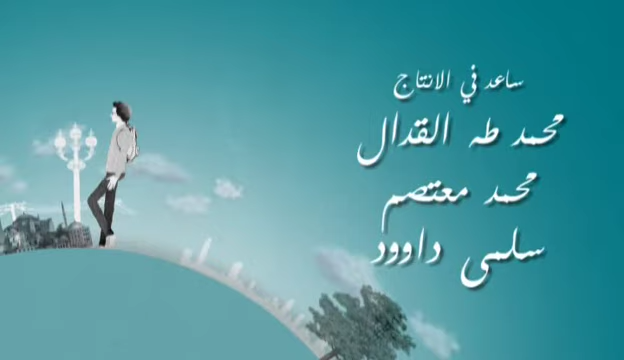 ساعد في الانتاج
محمد طه القدال
محمد معتصم
سلمى داوود